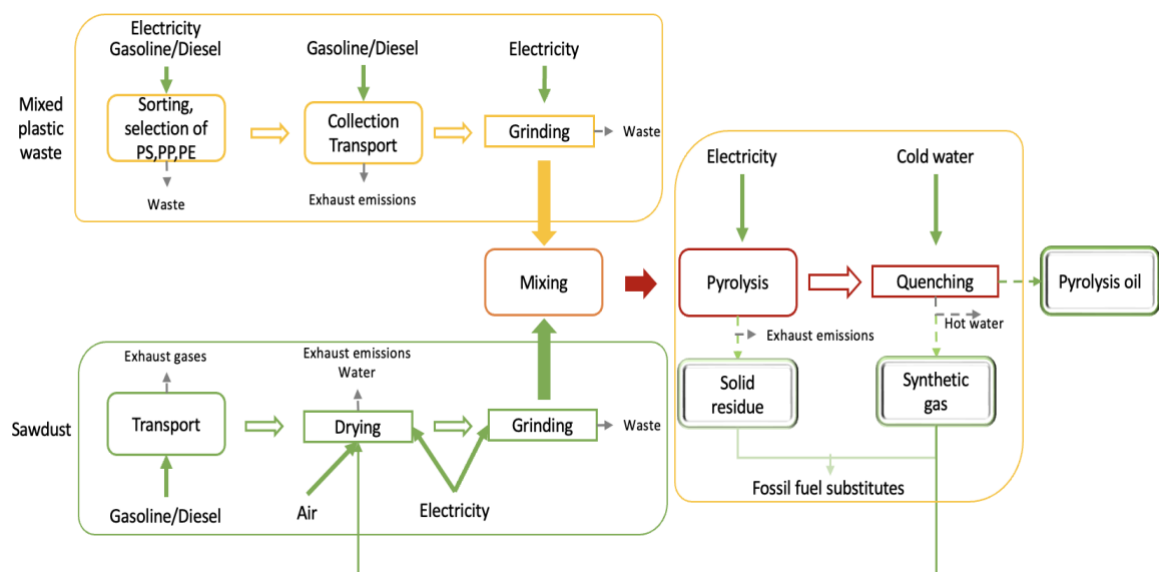 Electricity
Gasoline/Diesel
Gasoline/Diesel
Electricity
Mixed
plastic
waste
Sorting,
selection of
PS,PP,PE
Collection
Transport
Grinding
Waste
Waste
Exhaust emissions
Electricity
Cold water
Mixing
Pyrolysis
Quenching
Pyrolysis oil
Exhaust emissions
Hot water
Solid
residue
Synthetic
gas
Fossil fuel substitutes
Exhaust gases
Exhaust emissions
Water
Sawdust
Transport
Drying
Grinding
Waste
Gasoline/Diesel
Air
Electricity